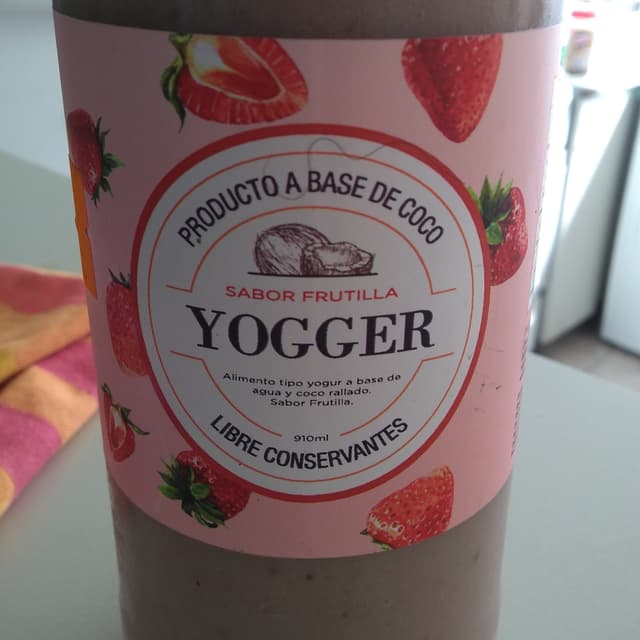 PRODUCTO A BASE DE COCO
SABOR FRUTILLA
YOGGER
Alimento tipo yogur a base de
agua y coco rallado.
Sabor Frutilla.
910ml
LIBRE CONSERVANTES